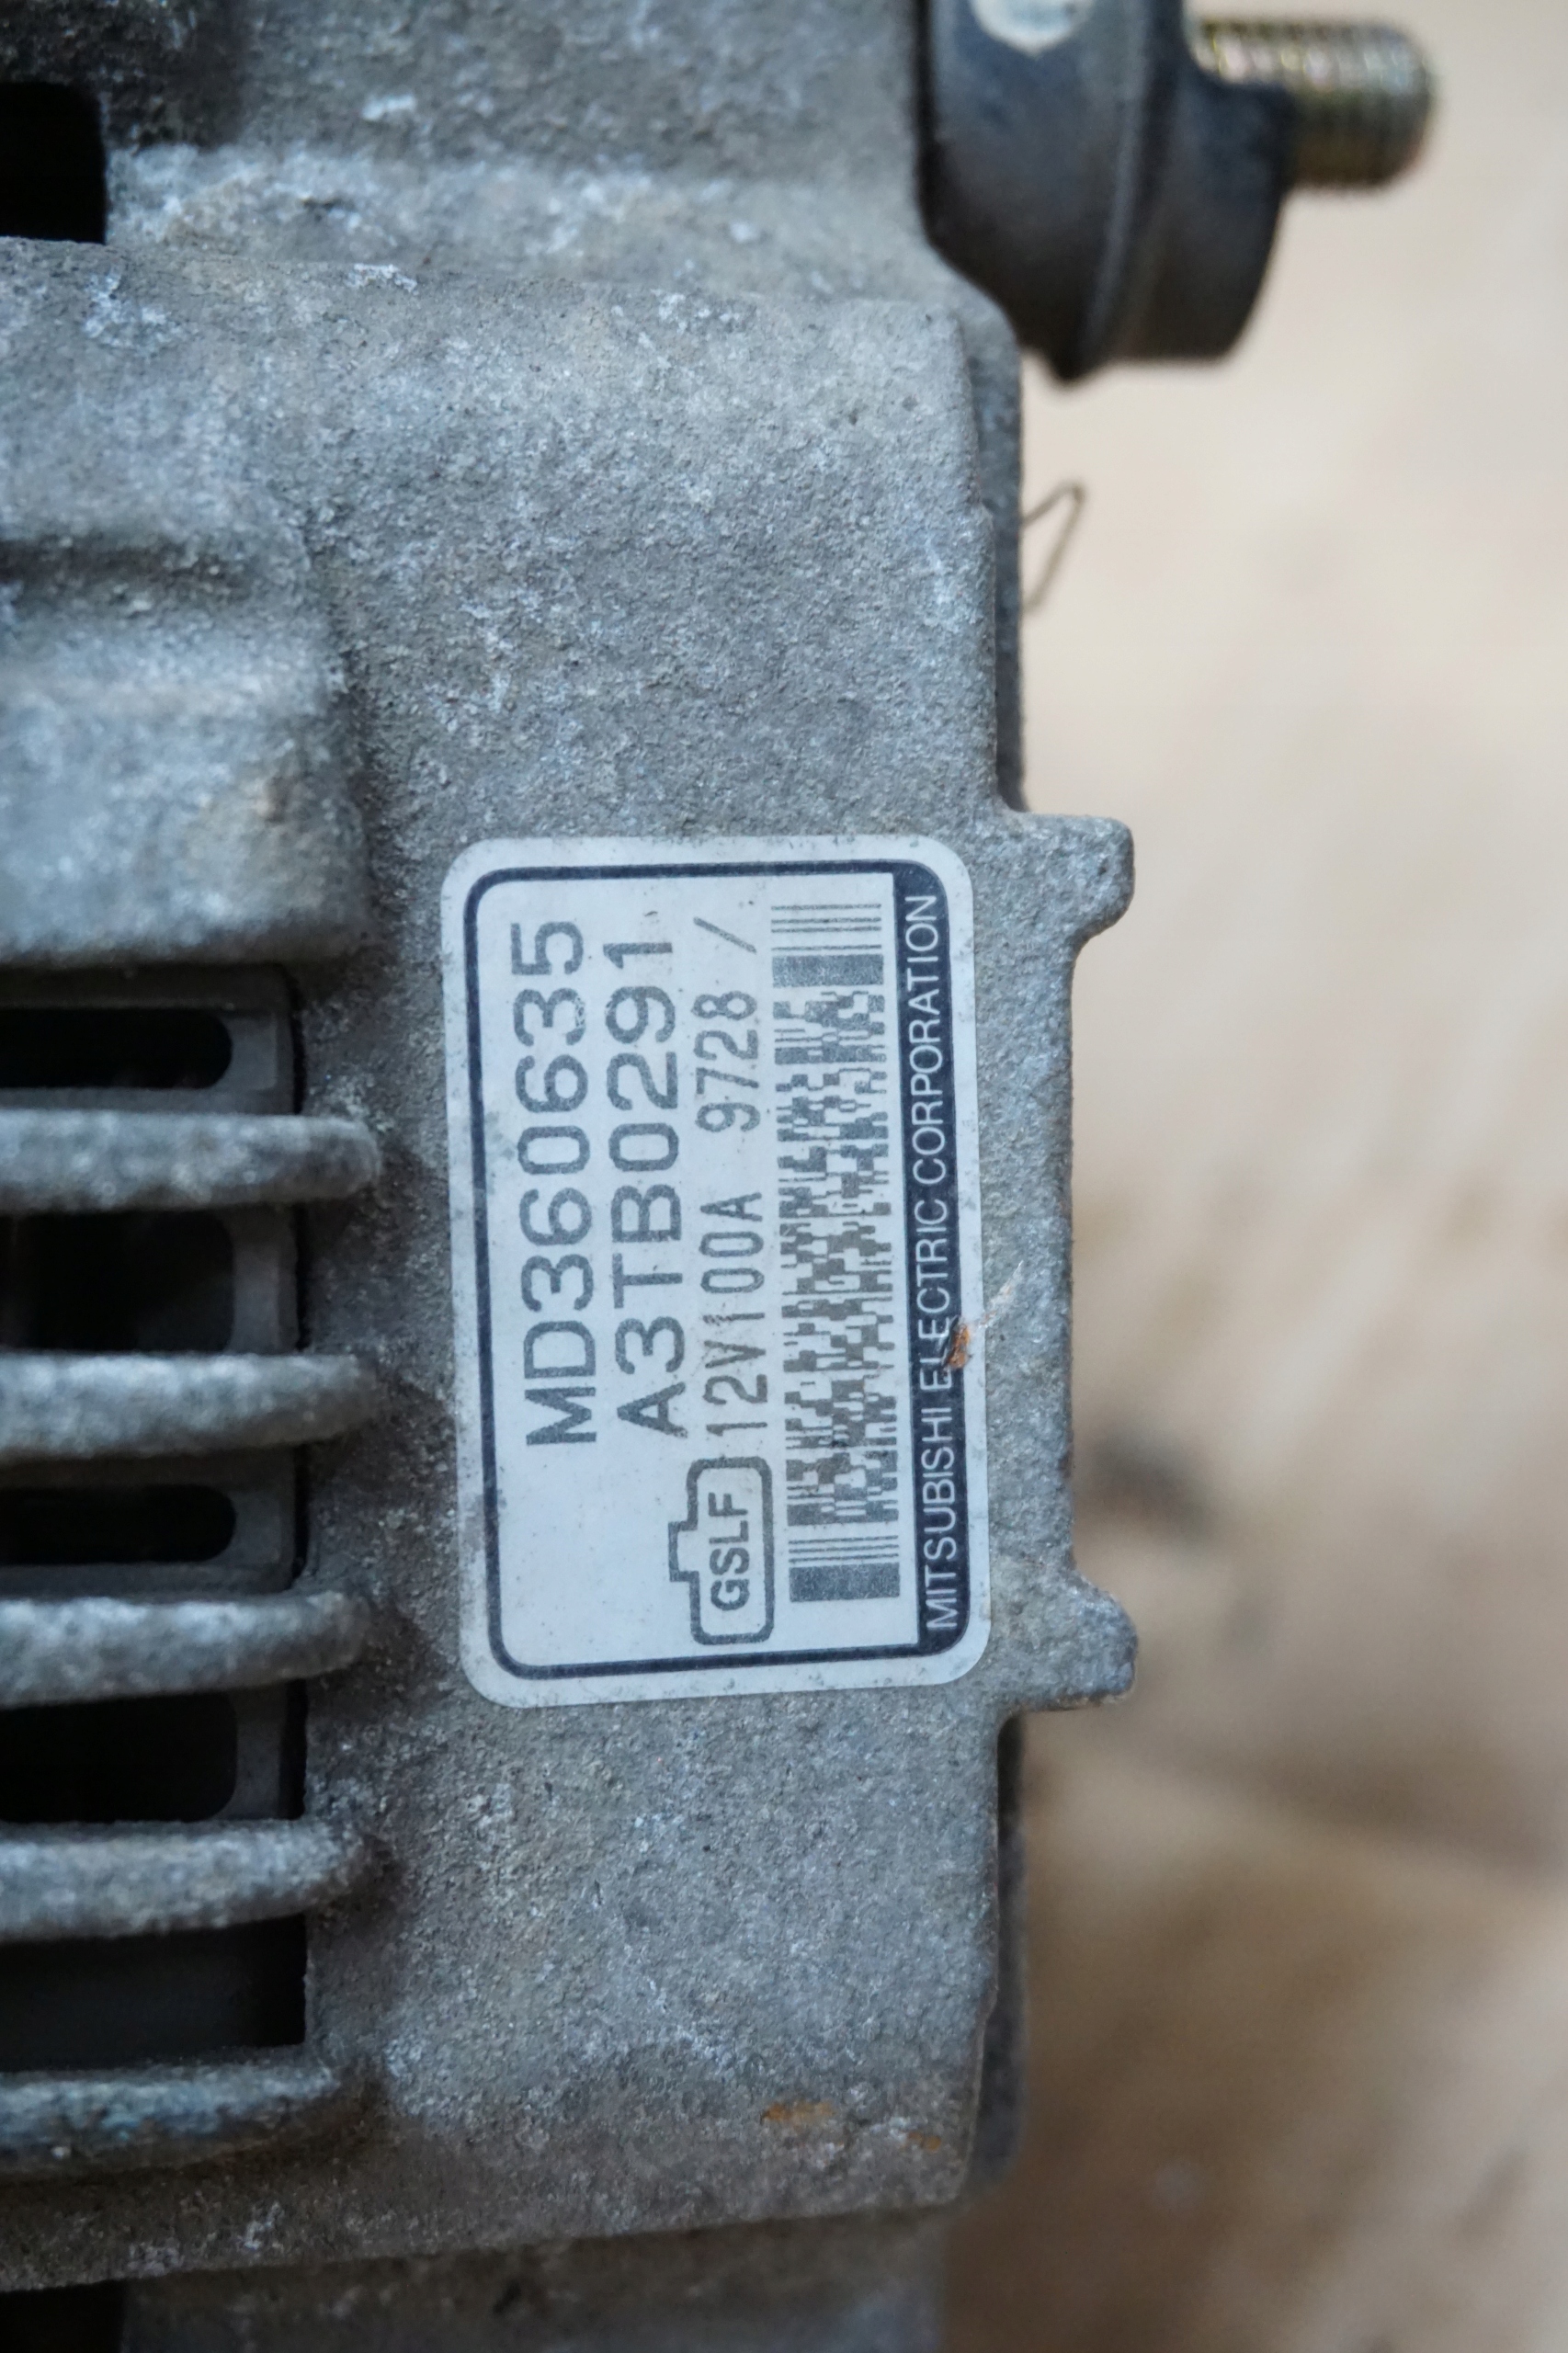 MD360635
A3TB0291
GSLF 12V100A 9728 /
MITSUBISHI ELECTRIC CORPORATION